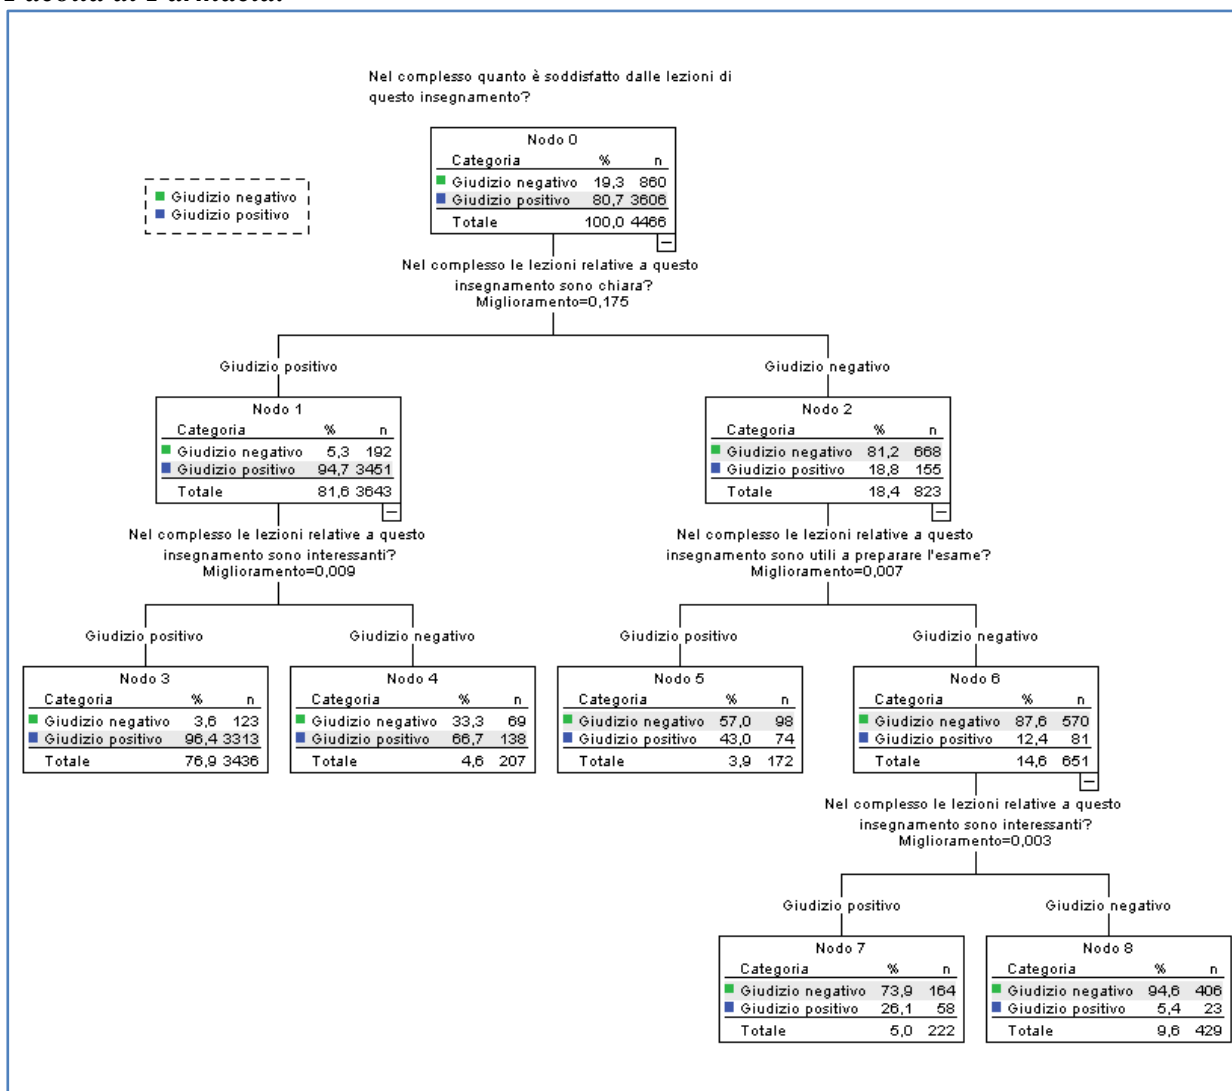 Nel complesso quanto è soddisfatto dalle lezioni di
questo insegnamento?
Nodo 0
Categoria % n
Giudizio negativo 19,3 860
Giudizio positivo 80,7 3606
Totale 100,0 4466
Giudizio negativo
Giudizio positivo
Nel complesso le lezioni relative a questo
insegnamento sono chiara?
Miglioramento=0,175
Giudizio positivo
Giudizio negativo
Nodo 1
Categoria % n
Giudizio negativo 5,3 192
Giudizio positivo 94,7 3451
Totale 81,6 3643
Nodo 2
Categoria % n
Giudizio negativo 81,2 668
Giudizio positivo 18,8 155
Totale 18,4 823
Nel complesso le lezioni relative a questo
insegnamento sono interessanti?
Miglioramento=0,009
Nel complesso le lezioni relative a questo
insegnamento sono utili a preparare l'esame?
Miglioramento=0,007
Giudizio positivo
Giudizio negativo
Giudizio positivo
Giudizio negativo
Nodo 3
Categoria % n
Giudizio negativo 3,6 123
Giudizio positivo 96,4 3313
Totale 76,9 3436
Nodo 4
Categoria % n
Giudizio negativo 33,3 69
Giudizio positivo 66,7 138
Totale 4,6 207
Nodo 5
Categoria % n
Giudizio negativo 57,0 98
Giudizio positivo 43,0 74
Totale 3,9 172
Nodo 6
Categoria % n
Giudizio negativo 87,6 570
Giudizio positivo 12,4 81
Totale 14,6 651
Nel complesso le lezioni relative a questo
insegnamento sono interessanti?
Miglioramento=0,003
Giudizio positivo
Giudizio negativo
Nodo 7
Categoria % n
Giudizio negativo 73,9 164
Giudizio positivo 26,1 58
Totale 5,0 222
Nodo 8
Categoria % n
Giudizio negativo 94,6 406
Giudizio positivo 5,4 23
Totale 9,6 429